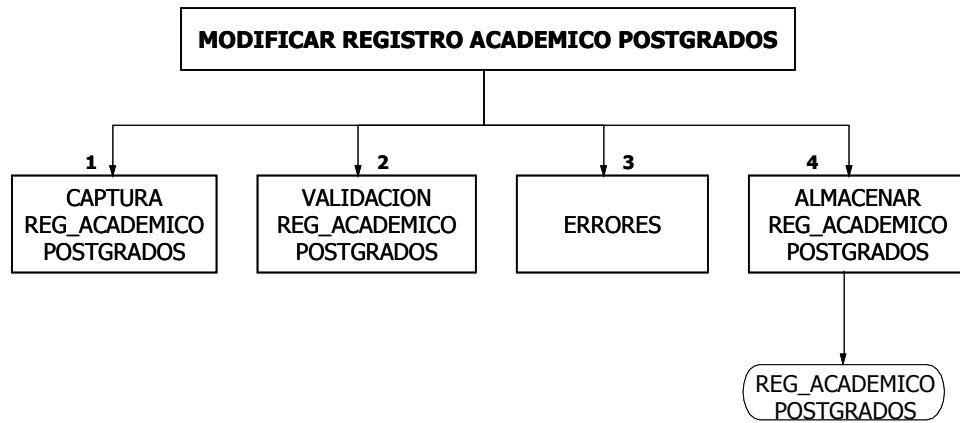 MODIFICAR REGISTRO ACADEMICO POSTGRADOS
1
CAPTURA
REG_ACADEMICO
POSTGRADOS
2
VALIDACION
REG_ACADEMICO
POSTGRADOS
3
ERRORES
4
ALMACENAR
REG_ACADEMICO
POSTGRADOS
REG_ACADEMICO
POSTGRADOS